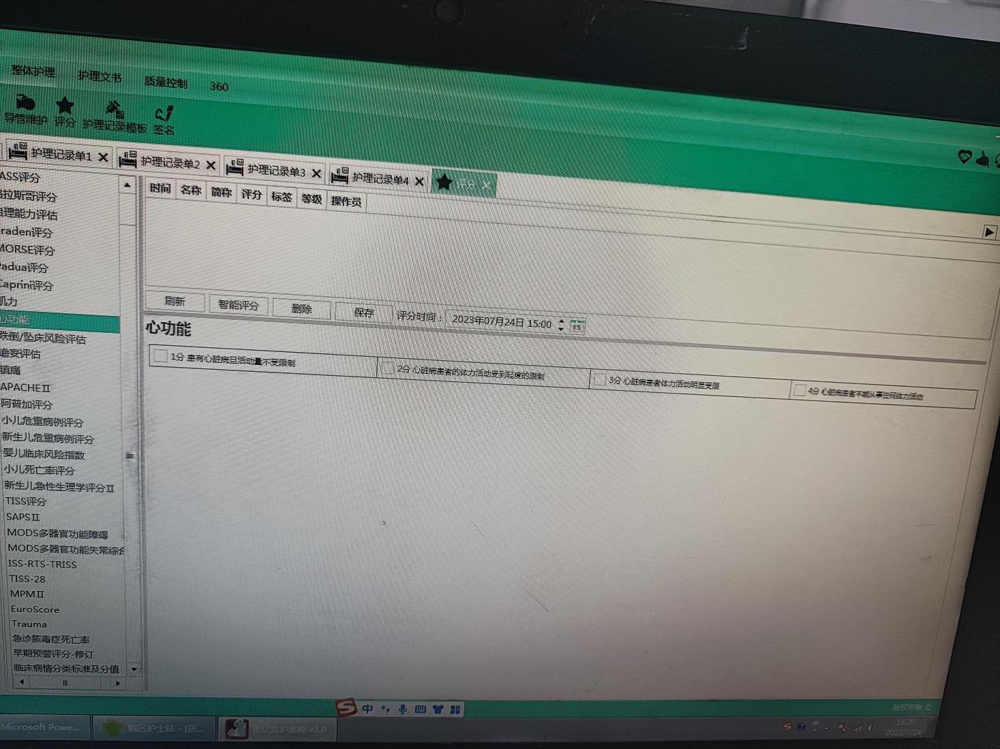 整体护理 护理文书 质量控制 360
导管维护 评分 护理记录模板 签名
护理记录单1 护理记录单2 护理记录单3 护理记录单4 评分
ASS评分
拉斯哥评分
理能力评估
raden评分
MORSE评分
Padua评分
Caprini评分
肌力
心功能
跌倒/坠床风险评估
谵妄评估
镇痛
APACHEⅡ
阿普加评分
小儿危重病例评分
新生儿危重病例评分
婴儿临床风险指数
小儿死亡率评分
新生儿急性生理学评分Ⅱ
TISS评分
SAPSⅡ
MODS多器官功能障碍
MODS多器官功能失常综合
ISS-RTS-TRISS
TISS-28
MPMⅡ
EuroScore
Trauma
急诊脓毒症死亡率
早期预警评分-修订
临床病情分类标准及分值
时间 名称 简称 评分 标签 等级 操作员
刷新 智能评分 删除 保存 评分时间: 2023年07月24日 15:00 15
心功能
1分 患有心脏病但活动量不受限制 2分 心脏病患者的体力活动受到轻度的限制 3分 心脏病患者体力活动明显受限 4分 心脏病患者不能从事任何体力活动
中
版权所有 ©
Microsoft Powe... 病区护士站 - [医... 重症监护系统 v3.0 16:20
2023/7/24